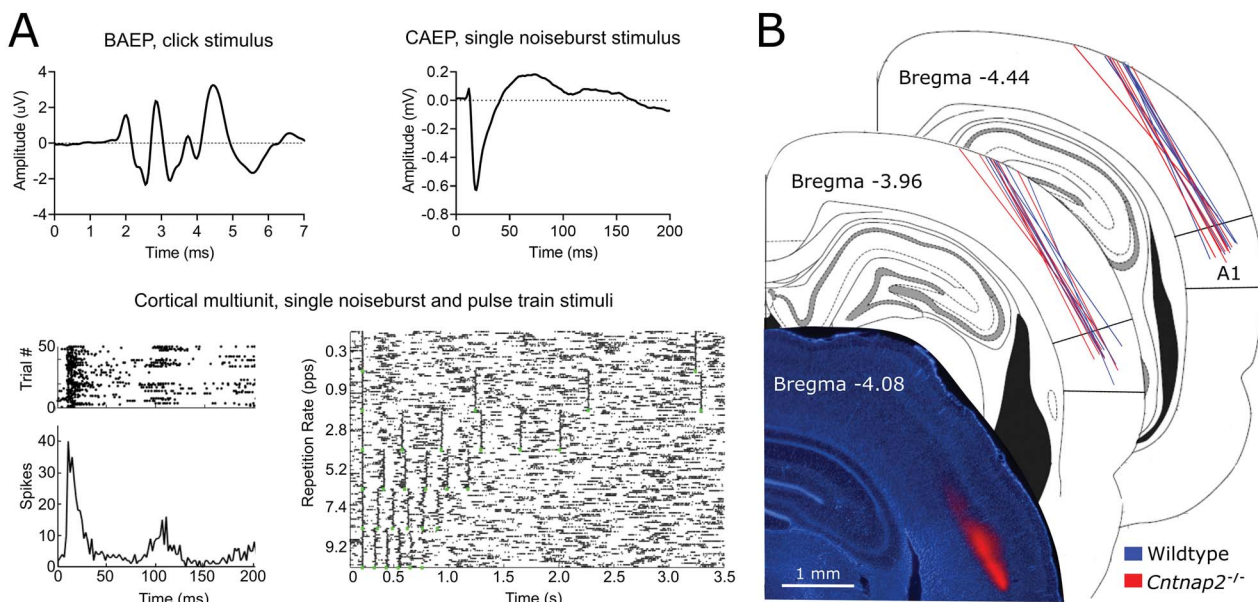 A
BAEP, click stimulus
Amplitude (uV)
4
2
0
-2
-4
0 1 2 3 4 5 6 7
Time (ms)
CAEP, single noiseburst stimulus
Amplitude (mV)
0.2
0.0
-0.2
-0.4
-0.6
-0.8
0 50 100 150 200
Time (ms)
Cortical multiunit, single noiseburst and pulse train stimuli
Trial #
50
0
0 50 100 150 200
Spikes
40
30
20
10
0
0 50 100 150 200
Time (ms)
Repetition Rate (pps)
0.3
0.9
2.8
5.2
7.4
9.2
0 0.5 1.0 1.5 2.0 2.5 3.0 3.5
Time (s)
B
Bregma -4.44
Bregma -3.96
A1
Bregma -4.08
1 mm
Wildtype
Cntnap2-/-